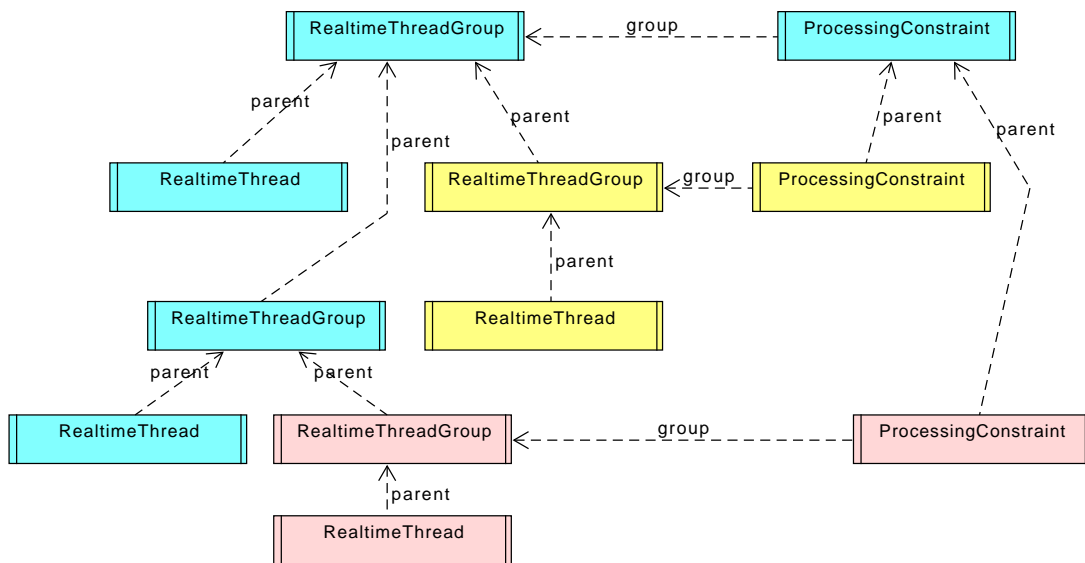 RealtimeThreadGroup
group
ProcessingConstraint
parent
parent
parent
parent
parent
RealtimeThread
RealtimeThreadGroup
group
ProcessingConstraint
parent
RealtimeThreadGroup
RealtimeThread
parent
parent
RealtimeThread
RealtimeThreadGroup
group
ProcessingConstraint
parent
RealtimeThread